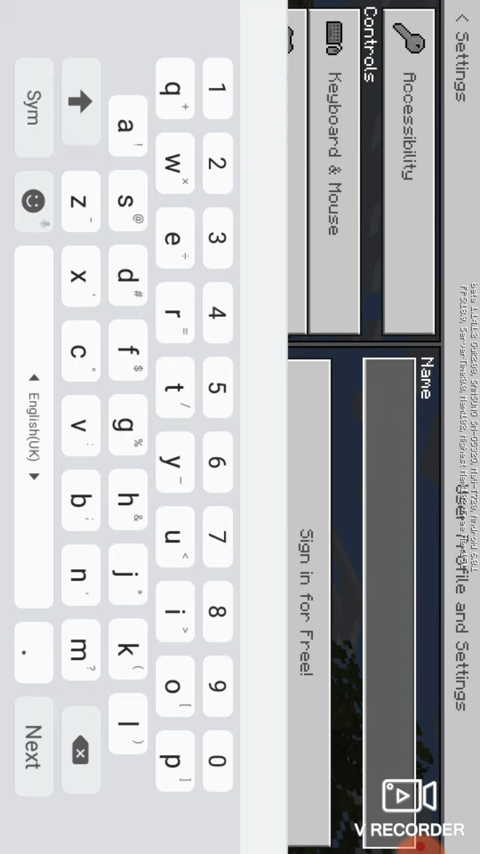 < Settings
User Profile and Settings
Accessibility
Controls
Keyboard & Mouse
Name
Sign in for Free!
V RECORDER
1 2 3 4 5 6 7 8 9 0
q + w × e ÷ r = t / y _ u < i > o [ p ]
a ! s @ d # f $ g % h & j * k ( l )
z - x ' c " v : b ; n , m ?
Sym English(UK) . Next